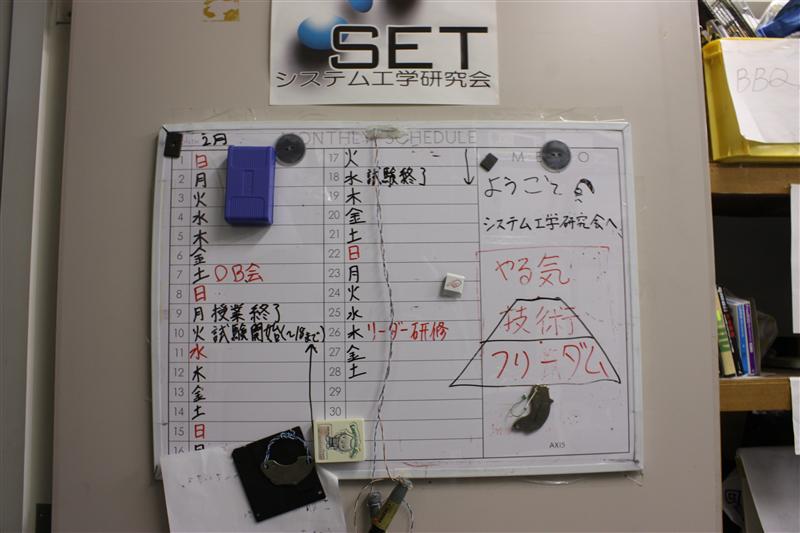 SET
システム工学研究会
2月
ONTHLY SCHEDULE
1 日
2 月
3 火
4 水
5 木
6 金
7 土 OB会
8 日
9 月 授業終了
10 火 試験開始(~18まで)
11 水
12 木
13 金
14 土
15 日
16
17 火
18 水 試験終了
19 木
20 金
21 土
22 日
23 月
24 火
25 水
26 木 リーダー研修
27 金
28 土
29
30
MEMO
ようこそ
システム工学研究会へ
やる気
技術
フリーダム
AXIS
BBQ